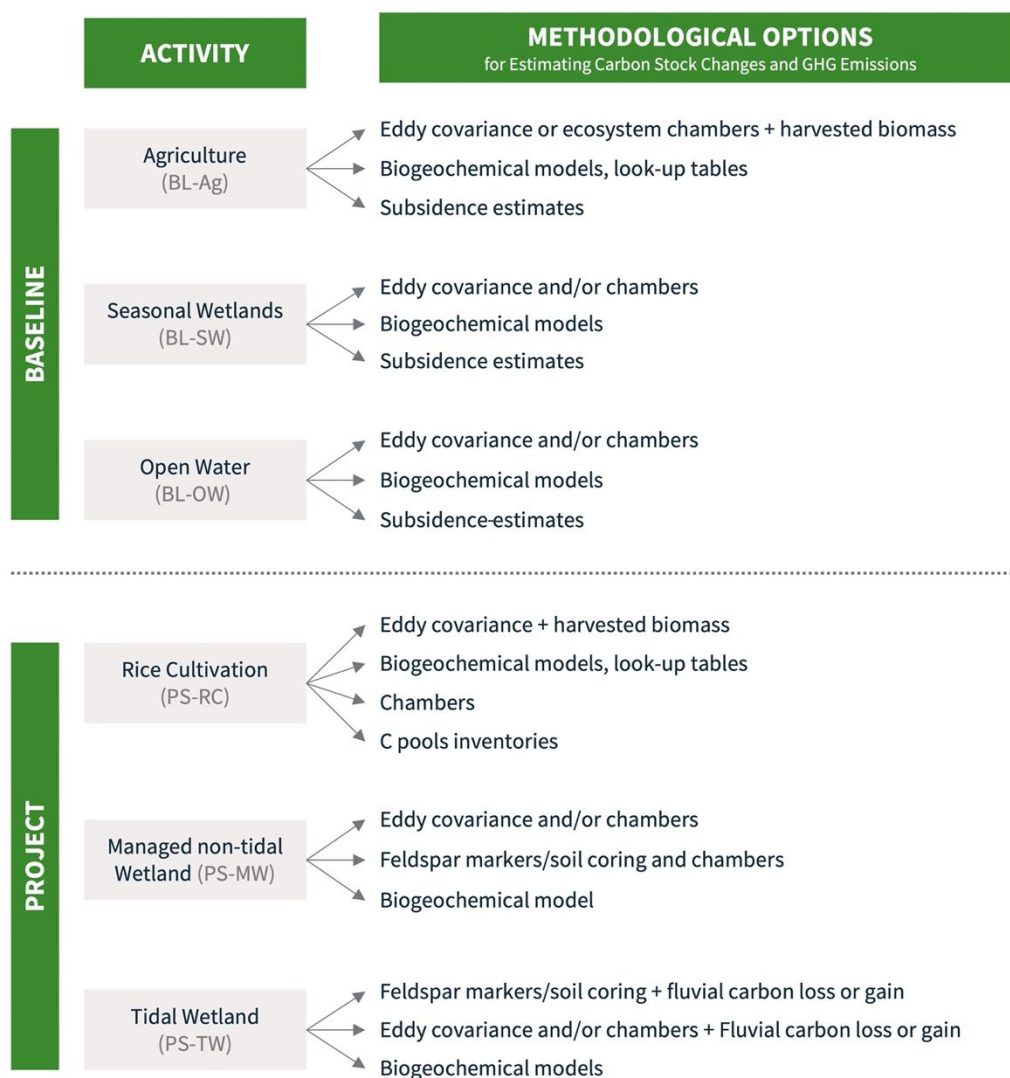 ACTIVITY
METHODOLOGICAL OPTIONS
for Estimating Carbon Stock Changes and GHG Emissions
BASELINE
Agriculture
(BL-Ag)
Eddy covariance or ecosystem chambers + harvested biomass
Biogeochemical models, look-up tables
Subsidence estimates
Seasonal Wetlands
(BL-SW)
Eddy covariance and/or chambers
Biogeochemical models
Subsidence estimates
Open Water
(BL-OW)
Eddy covariance and/or chambers
Biogeochemical models
Subsidence-estimates
PROJECT
Rice Cultivation
(PS-RC)
Eddy covariance + harvested biomass
Biogeochemical models, look-up tables
Chambers
C pools inventories
Managed non-tidal
Wetland (PS-MW)
Eddy covariance and/or chambers
Feldspar markers/soil coring and chambers
Biogeochemical model
Tidal Wetland
(PS-TW)
Feldspar markers/soil coring + fluvial carbon loss or gain
Eddy covariance and/or chambers + Fluvial carbon loss or gain
Biogeochemical models